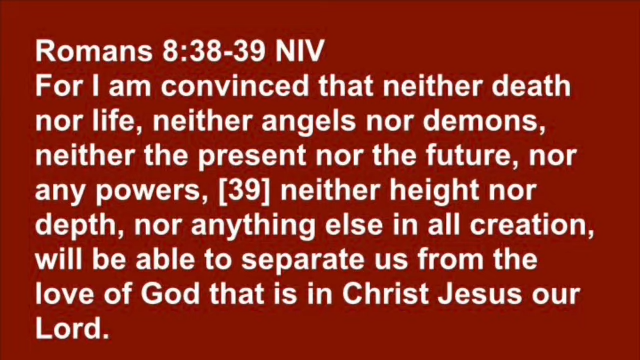 Romans 8:38-39 NIV
For I am convinced that neither death
nor life, neither angels nor demons,
neither the present nor the future, nor
any powers, [39] neither height nor
depth, nor anything else in all creation,
will be able to separate us from the
love of God that is in Christ Jesus our
Lord.